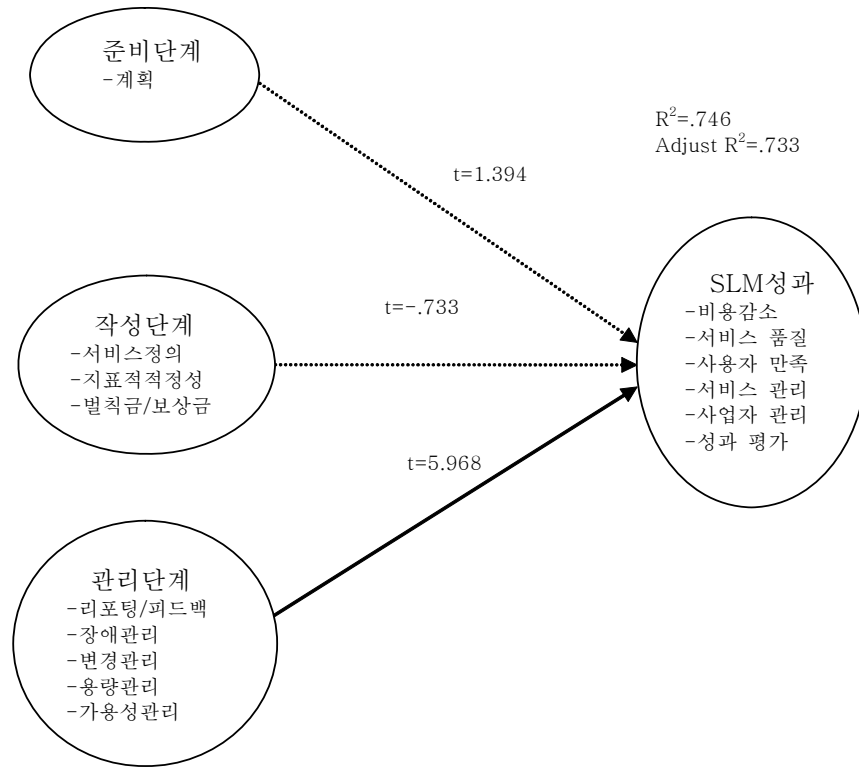 준비단계
-계획
R²=.746
Adjust R²=.733
t=1.394
t=-.733
작성단계
-서비스정의
-지표적적정성
-벌칙금/보상금
SLM성과
-비용감소
-서비스 품질
-사용자 만족
-서비스 관리
-사업자 관리
-성과 평가
t=5.968
관리단계
-리포팅/피드백
-장애관리
-변경관리
-용량관리
-가용성관리